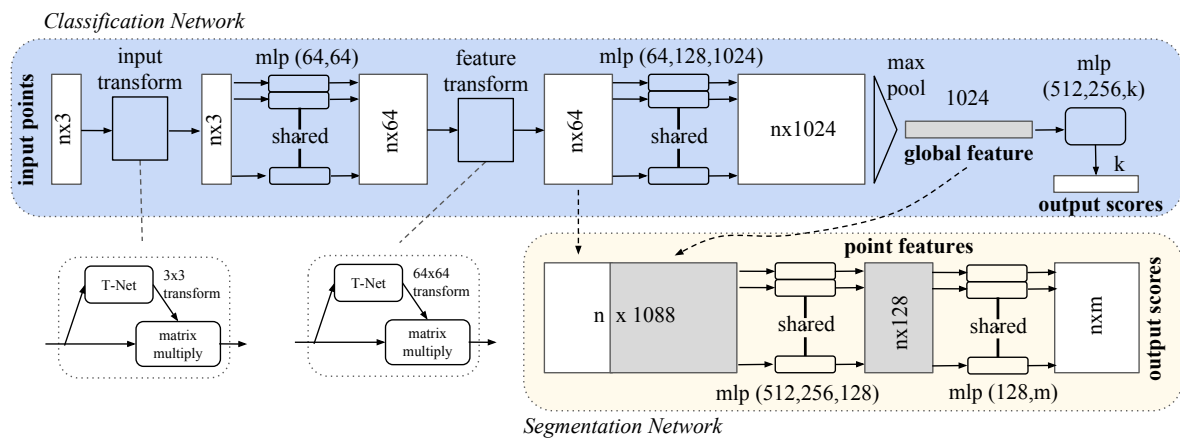 Classification Network
input points
nx3
input
transform
nx3
mlp (64,64)
shared
nx64
feature
transform
nx64
mlp (64,128,1024)
shared
nx1024
max
pool
1024
global feature
mlp
(512,256,k)
k
output scores
T-Net
3x3
transform
matrix
multiply
T-Net
64x64
transform
matrix
multiply
point features
n x 1088
shared
mlp (512,256,128)
nx128
shared
mlp (128,m)
nxm
output scores
Segmentation Network